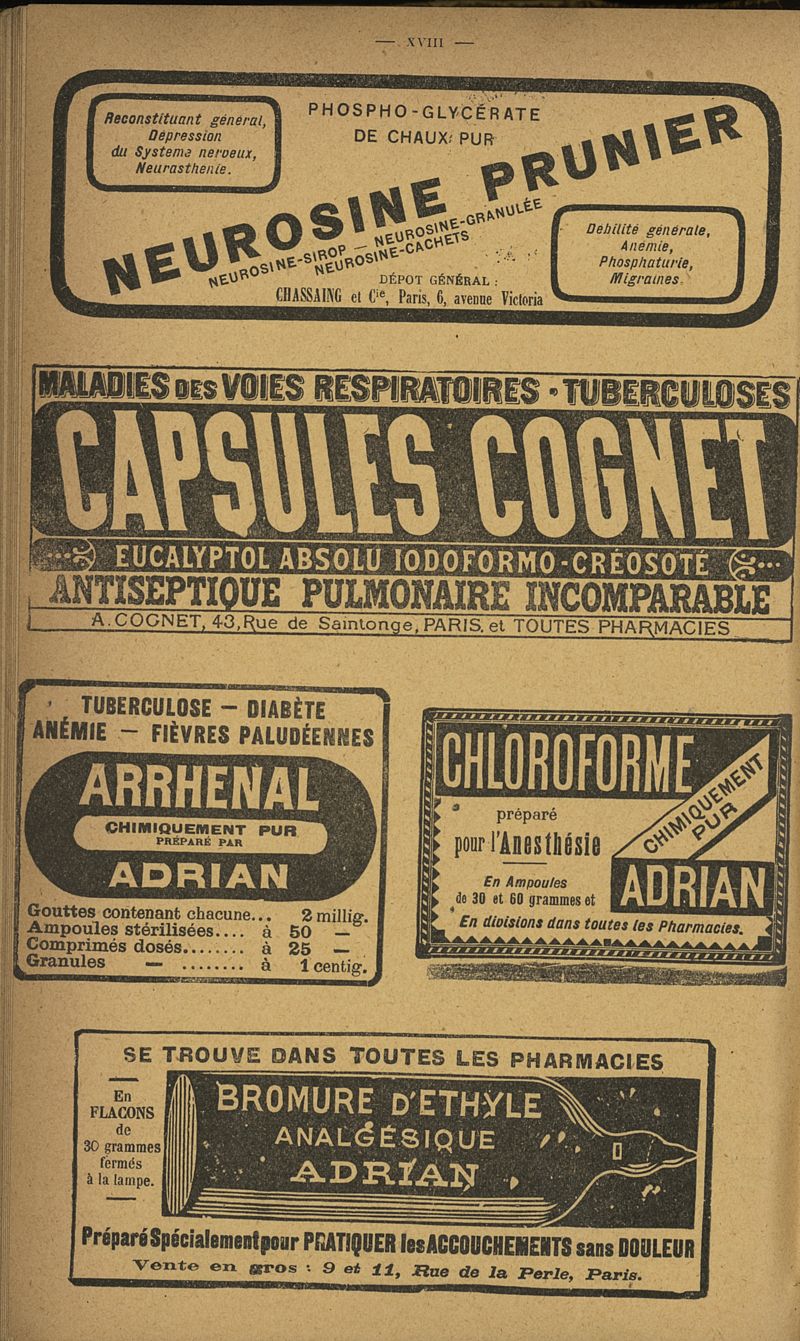 — XVIII —
Reconstituant général,
Dépression
du Système nerveux,
Neurasthenie.
PHOSPHO-GLYCÉRATE
DE CHAUX PUR
NEUROSINE PRUNIER
NEUROSINE-SIROP — NEUROSINE-GRANULÉE
NEUROSINE-CACHETS
Débilité générale,
Anémie,
Phosphaturie,
Migraines.
DÉPOT GÉNÉRAL :
CHASSAING et Cie, Paris, 6, avenue Victoria
MALADIES DES VOIES RESPIRATOIRES · TUBERCULOSES
CAPSULES COGNET
EUCALYPTOL ABSOLU IODOFORMO-CRÉOSOTÉ
ANTISEPTIQUE PULMONAIRE INCOMPARABLE
A. COGNET, 43, Rue de Saintonge, PARIS, et TOUTES PHARMACIES
TUBERCULOSE — DIABÈTE
ANÉMIE — FIÈVRES PALUDÉENNES
ARRHENAL
CHIMIQUEMENT PUR
PRÉPARÉ PAR
ADRIAN
Gouttes contenant chacune... 2 millig.
Ampoules stérilisées.... à 50 —
Comprimés dosés........ à 25 —
Granules — ........ à 1 centig.
CHLOROFORME
CHIMIQUEMENT
PUR
préparé
pour l'Anesthésie
ADRIAN
En Ampoules
de 30 et 60 grammes et
En divisions dans toutes les Pharmacies.
SE TROUVE DANS TOUTES LES PHARMACIES
En
FLACONS
de
30 grammes
fermés
à la lampe.
BROMURE D'ETHYLE
ANALGÉSIQUE
ADRIAN
Préparé Spécialement pour PRATIQUER les ACCOUCHEMENTS sans DOULEUR
Vente en gros : 9 et 11, Rue de la Perle, Paris.